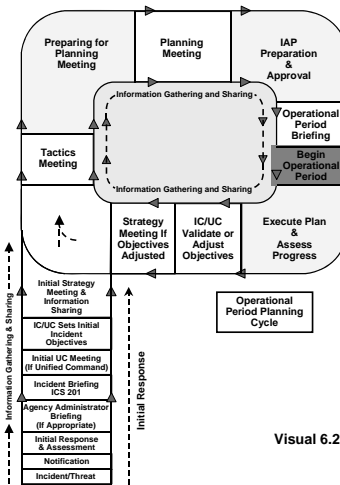 Preparing for
Planning
Meeting
Planning
Meeting
IAP
Preparation
&
Approval
Information Gathering and Sharing
Operational
Period
Briefing
Tactics
Meeting
Begin
Operational
Period
Information Gathering and Sharing
Strategy
Meeting If
Objectives
Adjusted
IC/UC
Validate or
Adjust
Objectives
Execute Plan
&
Assess
Progress
Initial Strategy
Meeting &
Information
Sharing
IC/UC Sets Initial
Incident
Objectives
Initial UC Meeting
(If Unified Command)
Incident Briefing
ICS 201
Agency Administrator
Briefing
(If Appropriate)
Initial Response
& Assessment
Notification
Incident/Threat
Information Gathering & Sharing
Initial Response
Operational
Period Planning
Cycle
Visual 6.2